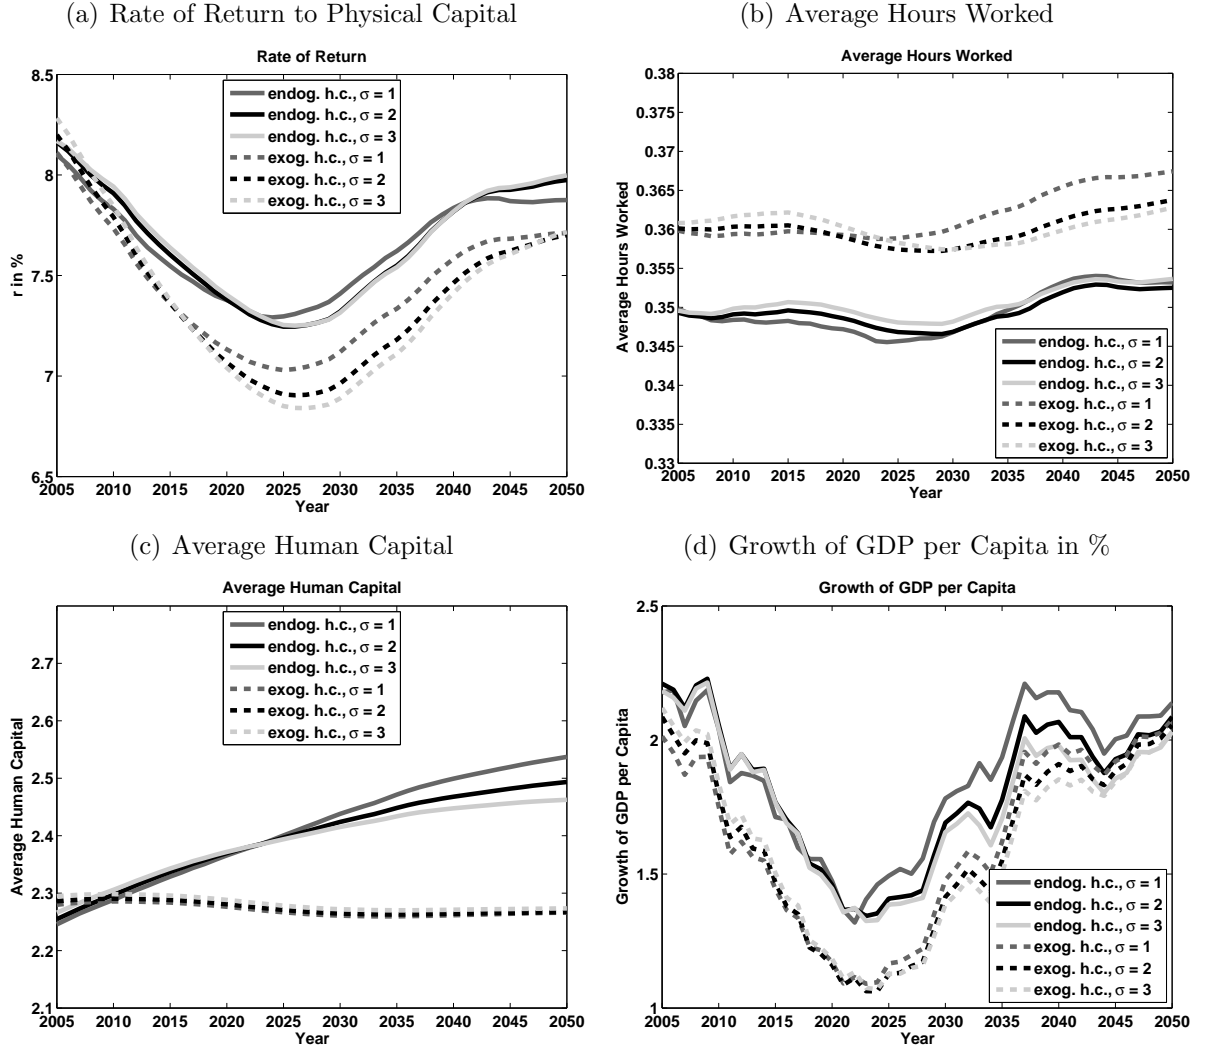 (a) Rate of Return to Physical Capital
Rate of Return
8.5
8
7.5
7
6.5
r in %
endog. h.c., σ = 1
endog. h.c., σ = 2
endog. h.c., σ = 3
exog. h.c., σ = 1
exog. h.c., σ = 2
exog. h.c., σ = 3
2005 2010 2015 2020 2025 2030 2035 2040 2045 2050
Year
(b) Average Hours Worked
Average Hours Worked
0.38
0.375
0.37
0.365
0.36
0.355
0.35
0.345
0.34
0.335
0.33
Average Hours Worked
endog. h.c., σ = 1
endog. h.c., σ = 2
endog. h.c., σ = 3
exog. h.c., σ = 1
exog. h.c., σ = 2
exog. h.c., σ = 3
2005 2010 2015 2020 2025 2030 2035 2040 2045 2050
Year
(c) Average Human Capital
Average Human Capital
2.7
2.6
2.5
2.4
2.3
2.2
2.1
Average Human Capital
endog. h.c., σ = 1
endog. h.c., σ = 2
endog. h.c., σ = 3
exog. h.c., σ = 1
exog. h.c., σ = 2
exog. h.c., σ = 3
2005 2010 2015 2020 2025 2030 2035 2040 2045 2050
Year
(d) Growth of GDP per Capita in %
Growth of GDP per Capita
2.5
2
1.5
1
Growth of GDP per Capita
endog. h.c., σ = 1
endog. h.c., σ = 2
endog. h.c., σ = 3
exog. h.c., σ = 1
exog. h.c., σ = 2
exog. h.c., σ = 3
2005 2010 2015 2020 2025 2030 2035 2040 2045 2050
Year